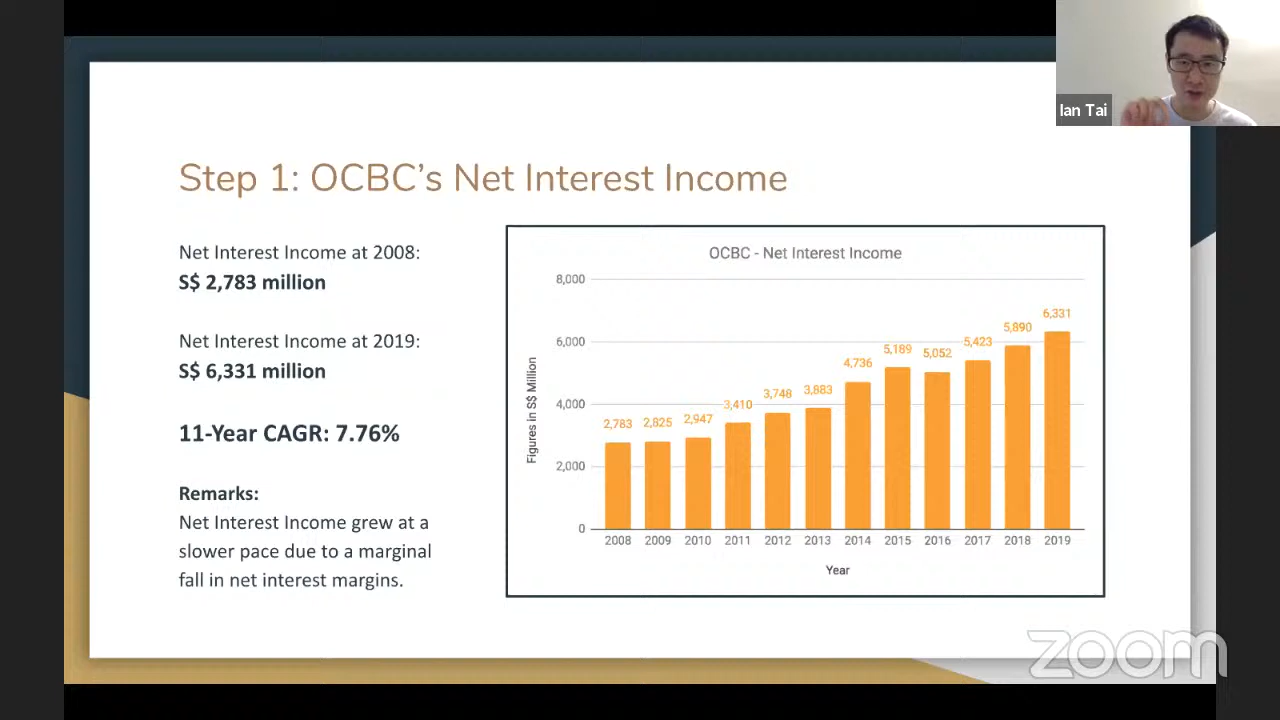 Ian Tai
Step 1: OCBC’s Net Interest Income
Net Interest Income at 2008:
S$ 2,783 million
Net Interest Income at 2019:
S$ 6,331 million
11-Year CAGR: 7.76%
Remarks:
Net Interest Income grew at a
slower pace due to a marginal
fall in net interest margins.
OCBC - Net Interest Income
Figures in S$ Million
8,000
6,000
4,000
2,000
0
2,783
2,825
2,947
3,410
3,748
3,883
4,736
5,189
5,052
5,423
5,890
6,331
2008 2009 2010 2011 2012 2013 2014 2015 2016 2017 2018 2019
Year
zoom